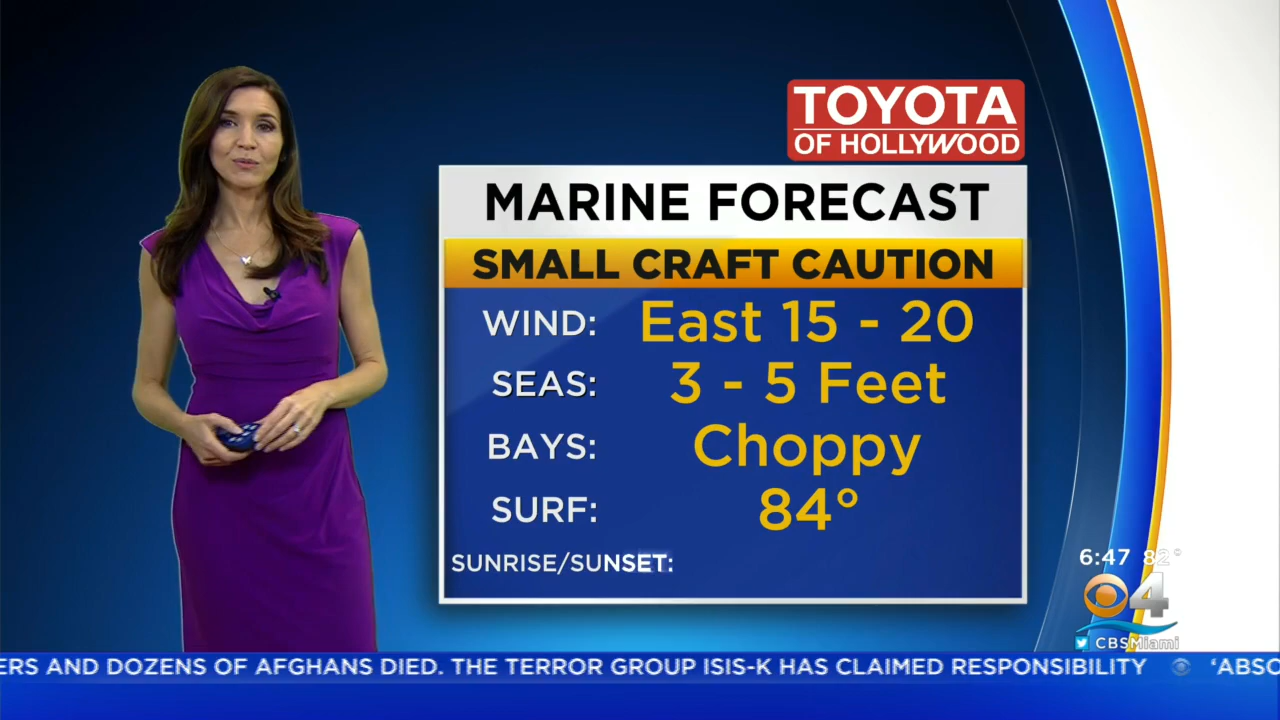 TOYOTA
OF HOLLYWOOD
MARINE FORECAST
SMALL CRAFT CAUTION
WIND: East 15 - 20
SEAS: 3 - 5 Feet
BAYS: Choppy
SURF: 84°
SUNRISE/SUNSET:
6:47 82°
4
CBSMiami
ERS AND DOZENS OF AFGHANS DIED. THE TERROR GROUP ISIS-K HAS CLAIMED RESPONSIBILITY 'ABSO